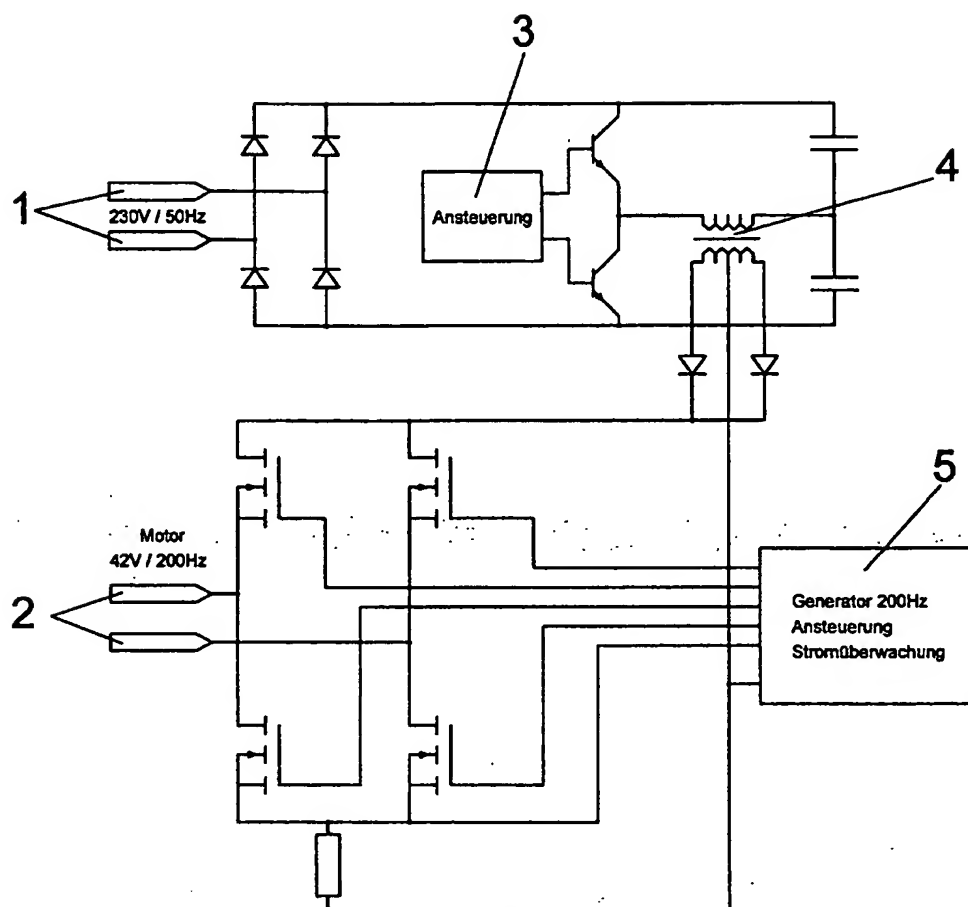 3
4
1
230V / 50Hz
Ansteuerung
5
Motor
42V / 200Hz
2
Generator 200Hz
Ansteuerung
Stromüberwachung